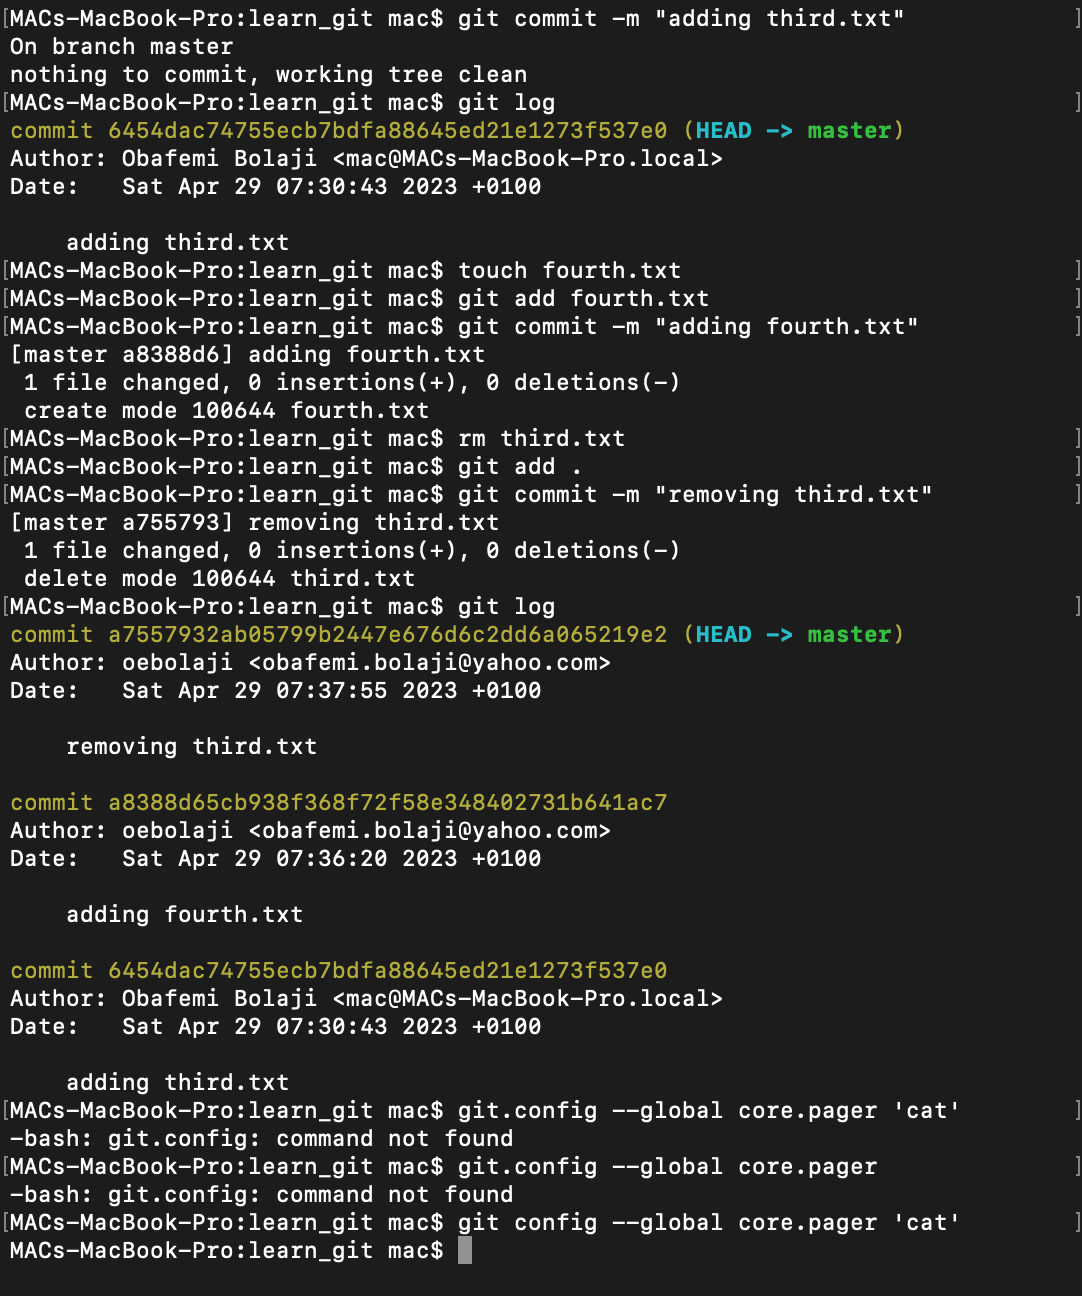 [MACs-MacBook-Pro:learn_git mac$ git commit -m "adding third.txt" ]
On branch master
nothing to commit, working tree clean
[MACs-MacBook-Pro:learn_git mac$ git log ]
commit 6454dac74755ecb7bdfa88645ed21e1273f537e0 (HEAD -> master)
Author: Obafemi Bolaji <mac@MACs-MacBook-Pro.local>
Date:   Sat Apr 29 07:30:43 2023 +0100

    adding third.txt
[MACs-MacBook-Pro:learn_git mac$ touch fourth.txt ]
[MACs-MacBook-Pro:learn_git mac$ git add fourth.txt ]
[MACs-MacBook-Pro:learn_git mac$ git commit -m "adding fourth.txt" ]
[master a8388d6] adding fourth.txt
 1 file changed, 0 insertions(+), 0 deletions(-)
 create mode 100644 fourth.txt
[MACs-MacBook-Pro:learn_git mac$ rm third.txt ]
[MACs-MacBook-Pro:learn_git mac$ git add . ]
[MACs-MacBook-Pro:learn_git mac$ git commit -m "removing third.txt" ]
[master a755793] removing third.txt
 1 file changed, 0 insertions(+), 0 deletions(-)
 delete mode 100644 third.txt
[MACs-MacBook-Pro:learn_git mac$ git log ]
commit a7557932ab05799b2447e676d6c2dd6a065219e2 (HEAD -> master)
Author: oebolaji <obafemi.bolaji@yahoo.com>
Date:   Sat Apr 29 07:37:55 2023 +0100

    removing third.txt

commit a8388d65cb938f368f72f58e348402731b641ac7
Author: oebolaji <obafemi.bolaji@yahoo.com>
Date:   Sat Apr 29 07:36:20 2023 +0100

    adding fourth.txt

commit 6454dac74755ecb7bdfa88645ed21e1273f537e0
Author: Obafemi Bolaji <mac@MACs-MacBook-Pro.local>
Date:   Sat Apr 29 07:30:43 2023 +0100

    adding third.txt
[MACs-MacBook-Pro:learn_git mac$ git.config --global core.pager 'cat' ]
-bash: git.config: command not found
[MACs-MacBook-Pro:learn_git mac$ git.config --global core.pager ]
-bash: git.config: command not found
[MACs-MacBook-Pro:learn_git mac$ git config --global core.pager 'cat' ]
MACs-MacBook-Pro:learn_git mac$